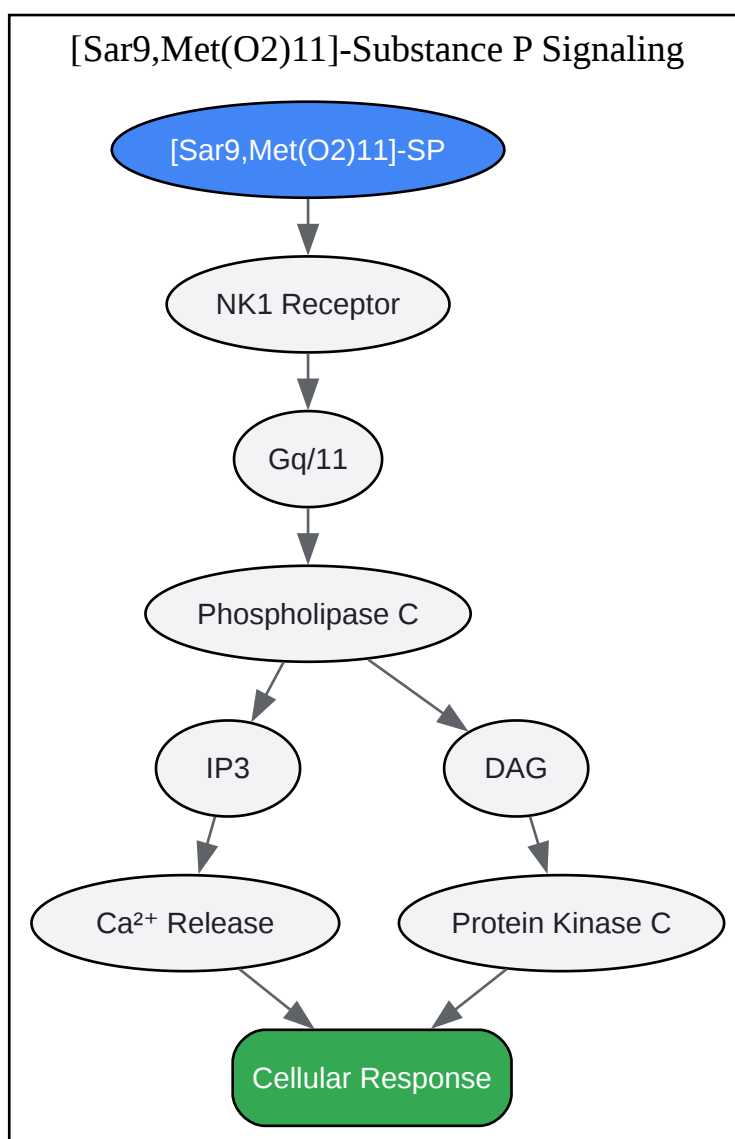 [Sar9,Met(O2)11]-Substance P Signaling
[Sar9,Met(O2)11]-SP
NK1 Receptor
Gq/11
Phospholipase C
IP3
DAG
Ca²⁺ Release
Protein Kinase C
Cellular Response